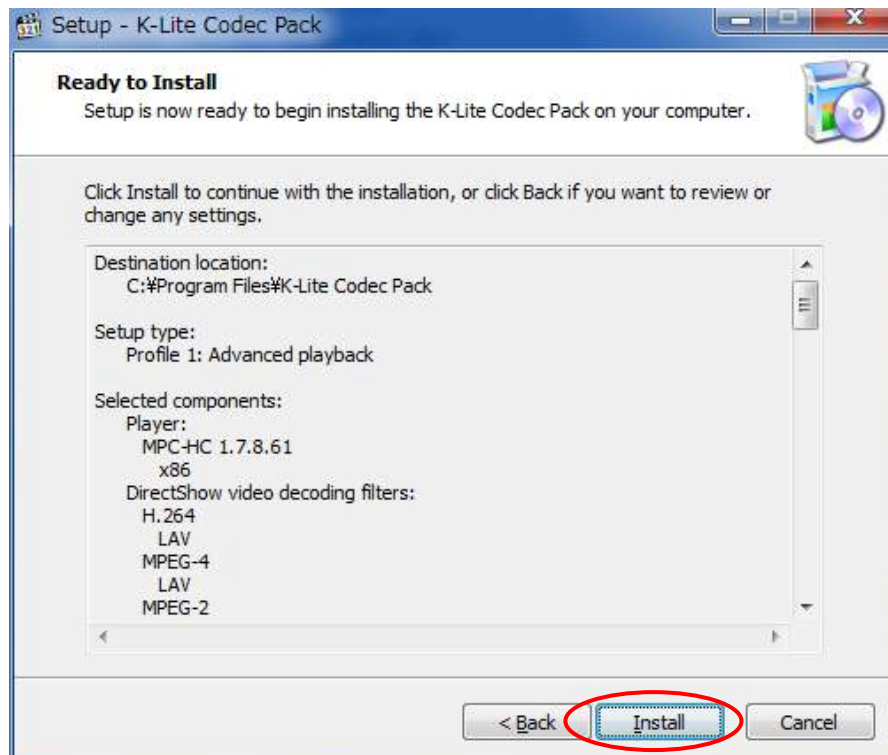 Setup - K-Lite Codec Pack
Ready to Install
Setup is now ready to begin installing the K-Lite Codec Pack on your computer.
Click Install to continue with the installation, or click Back if you want to review or
change any settings.
Destination location:
C:¥Program Files¥K-Lite Codec Pack
Setup type:
Profile 1: Advanced playback
Selected components:
Player:
MPC-HC 1.7.8.61
x86
DirectShow video decoding filters:
H.264
LAV
MPEG-4
LAV
MPEG-2
< Back
Install
Cancel